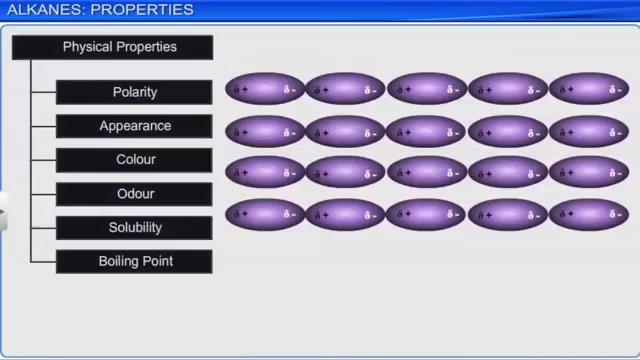 ALKANES: PROPERTIES
Physical Properties
Polarity
Appearance
Colour
Odour
Solubility
Boiling Point
δ + δ - δ + δ - δ + δ - δ + δ - δ + δ -
δ + δ - δ + δ - δ + δ - δ + δ - δ + δ -
δ + δ - δ + δ - δ + δ - δ + δ - δ + δ -
δ + δ - δ + δ - δ + δ - δ + δ - δ + δ -